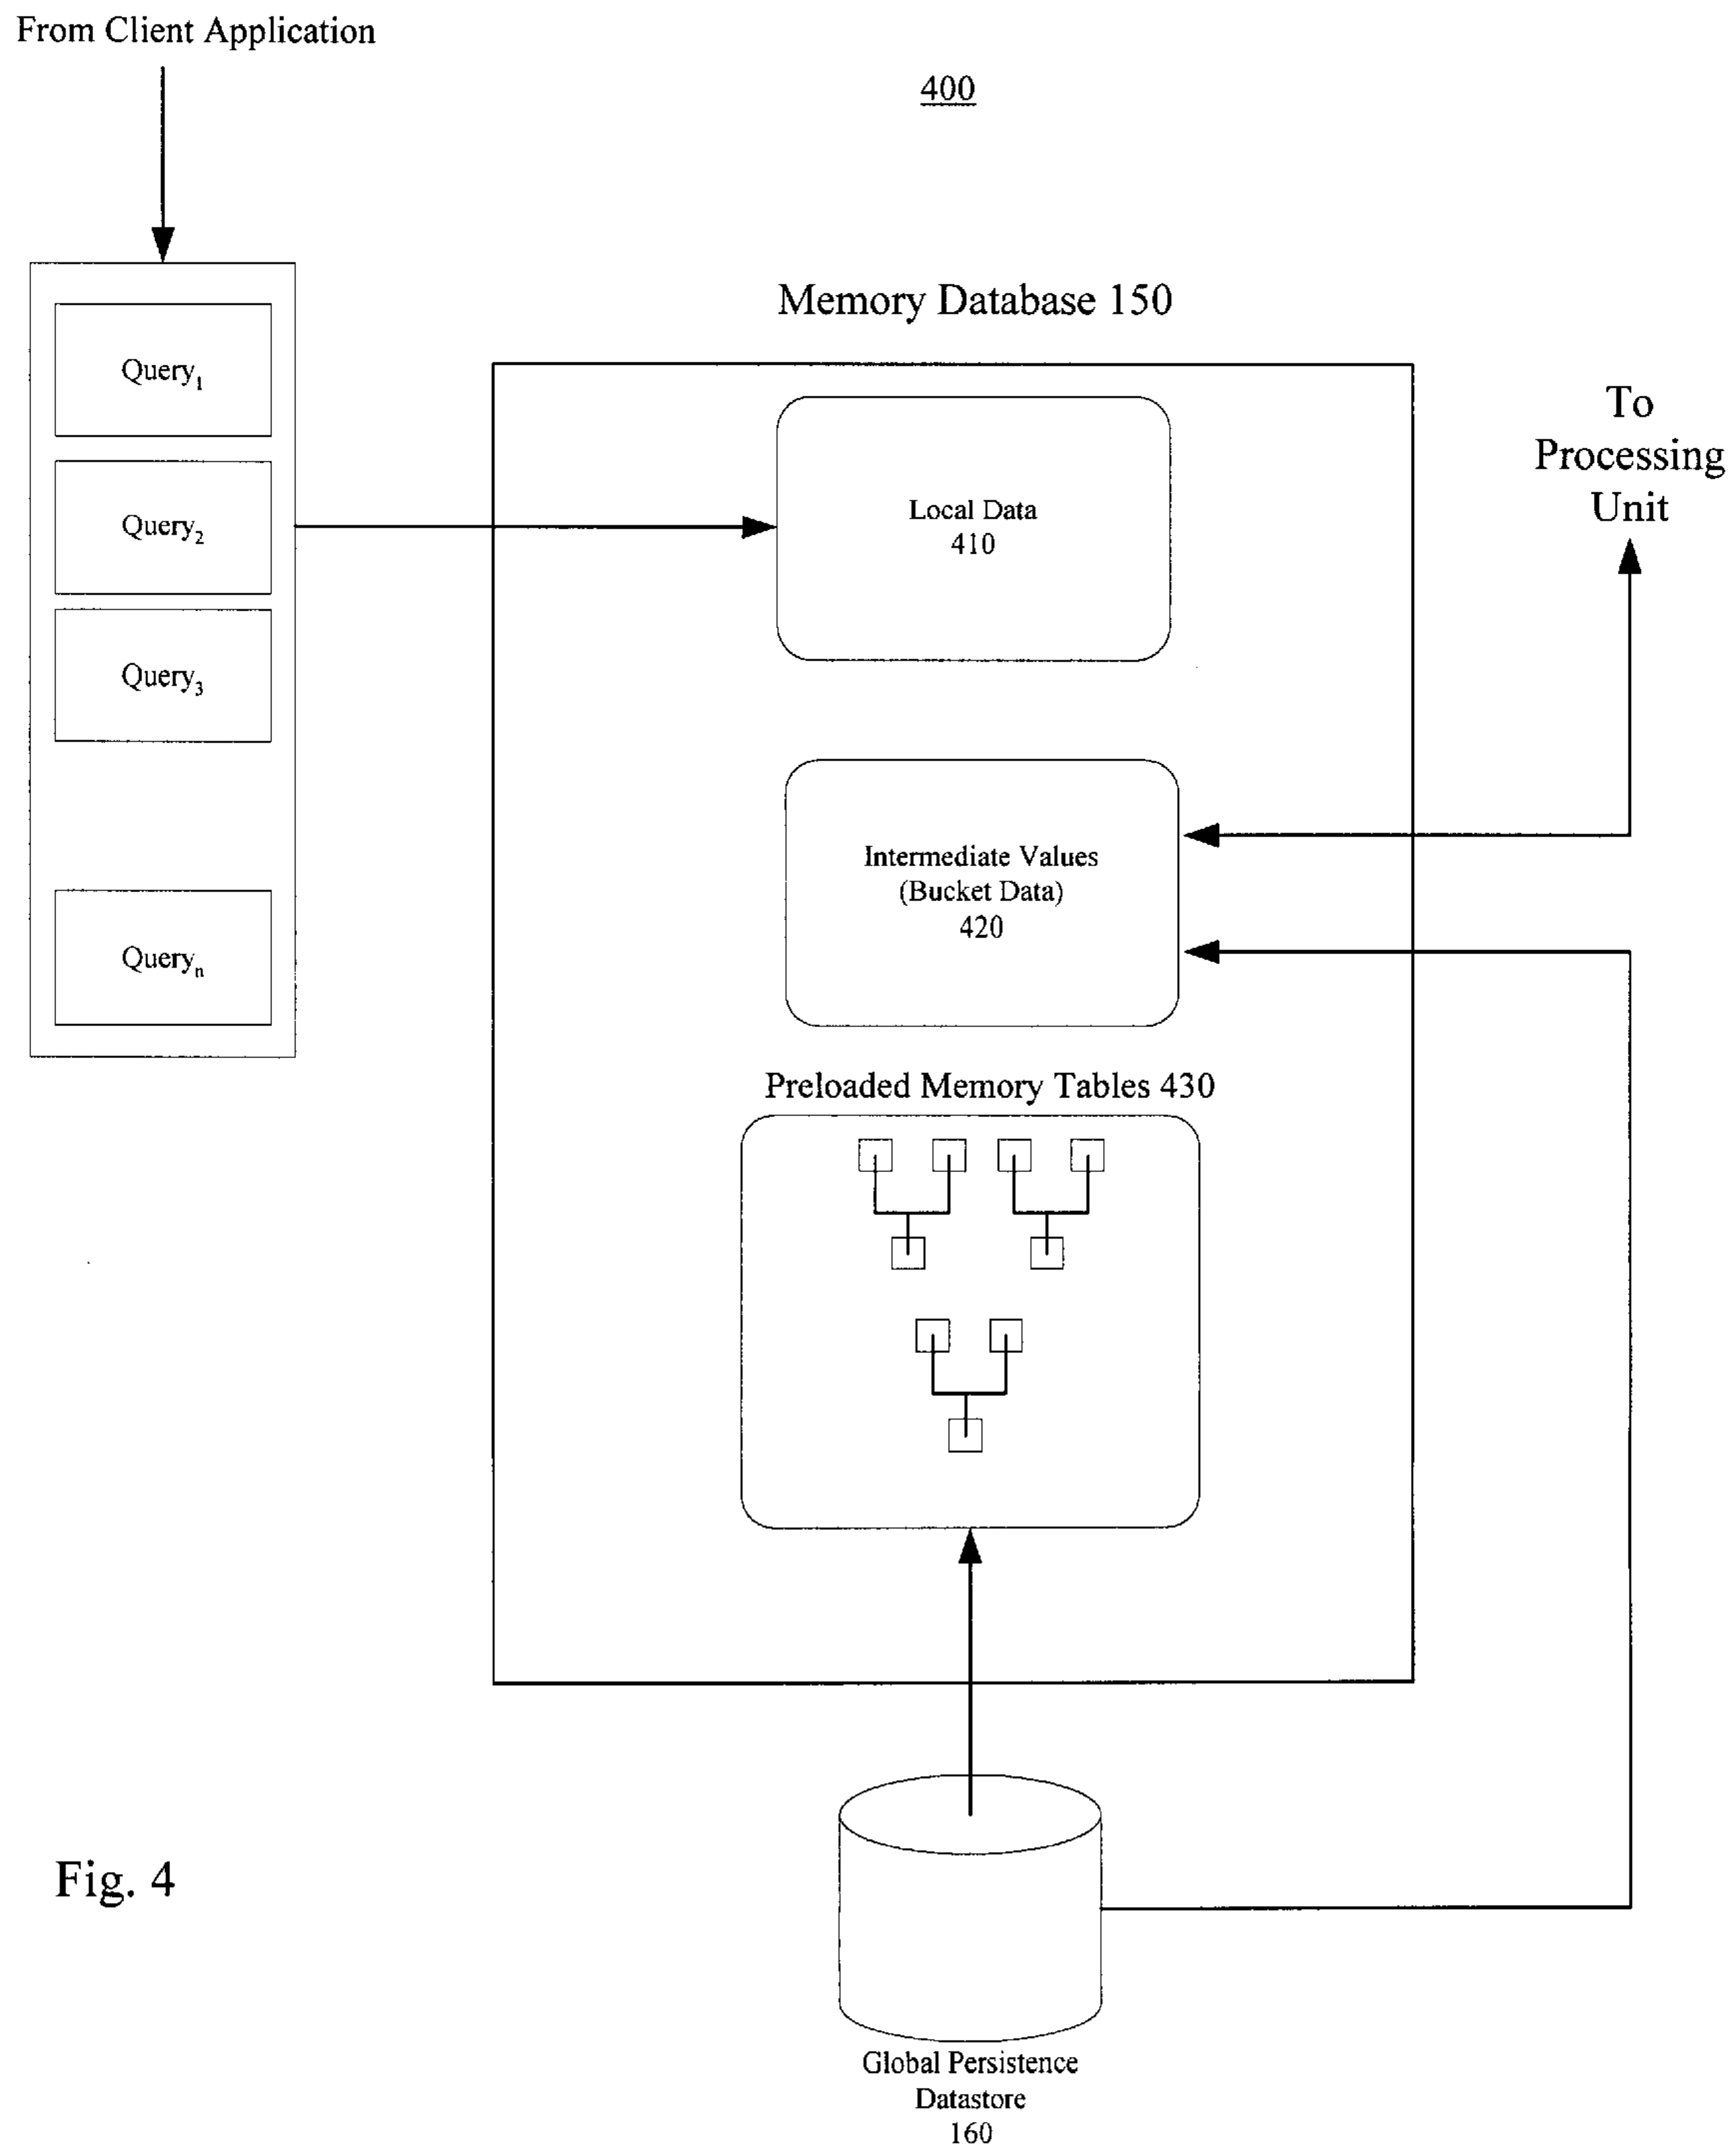 From Client Application
400
Memory Database 150
Query1
Query2
Query3
Queryn
Local Data
410
To
Processing
Unit
Intermediate Values
(Bucket Data)
420
Preloaded Memory Tables 430
Fig. 4
Global Persistence
Datastore
160